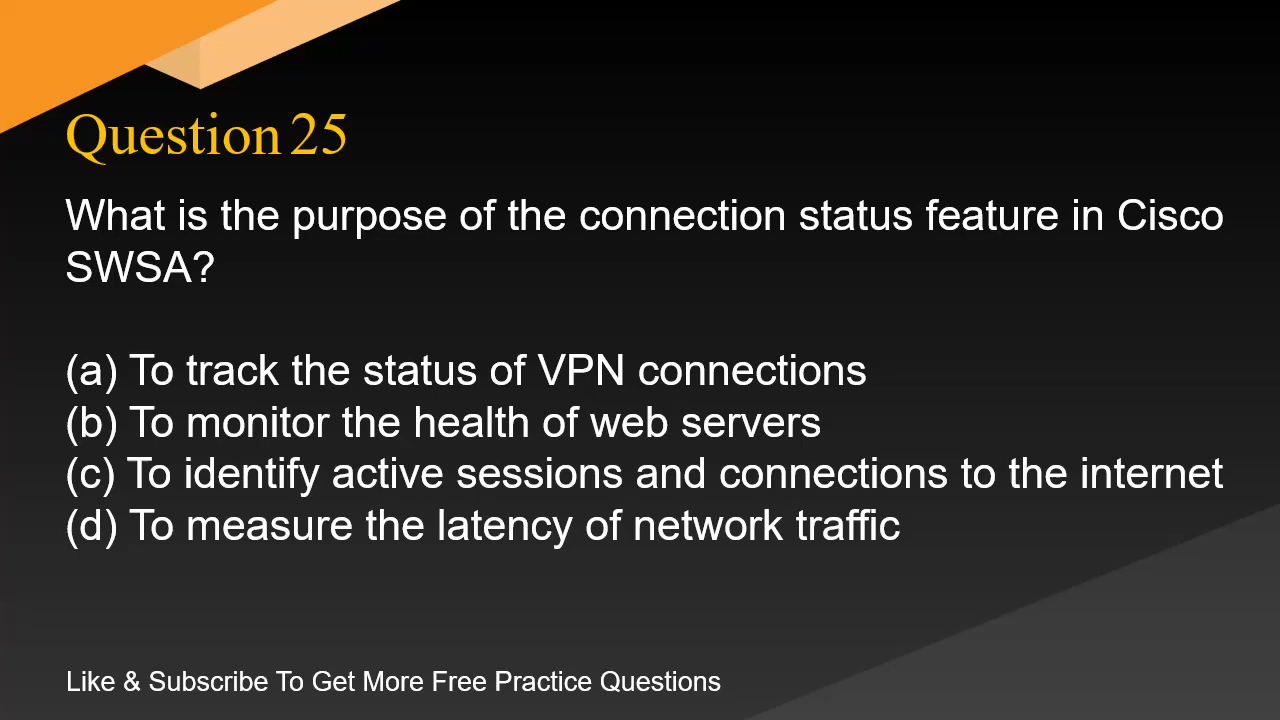 Question 25
What is the purpose of the connection status feature in Cisco
SWSA?
(a) To track the status of VPN connections
(b) To monitor the health of web servers
(c) To identify active sessions and connections to the internet
(d) To measure the latency of network traffic
Like & Subscribe To Get More Free Practice Questions